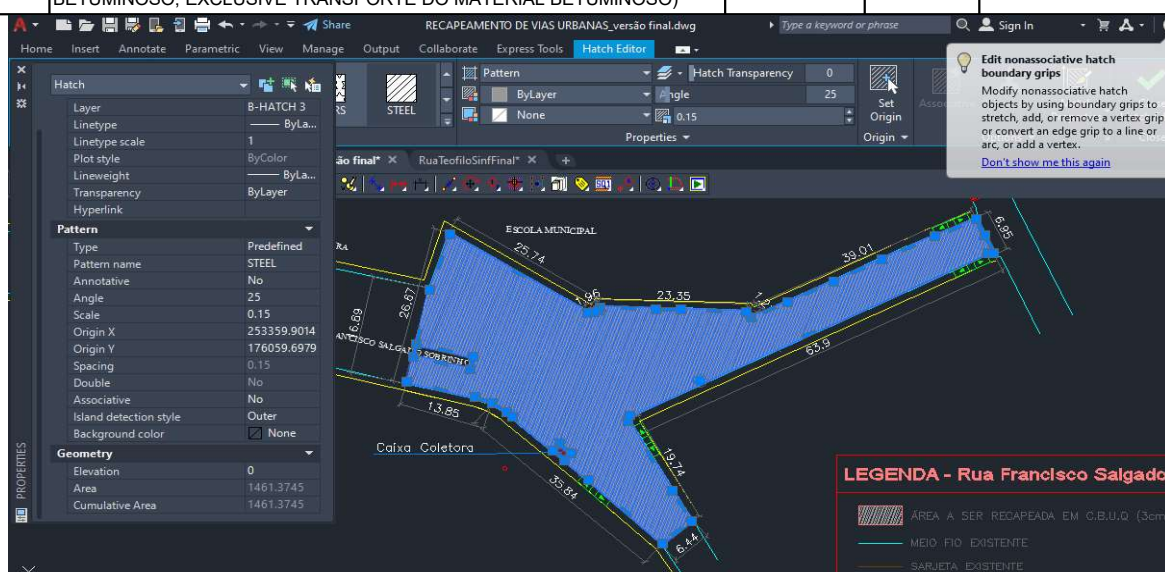 BETUMINOSO, EXCLUSIVE TRANSPORTE DO MATERIAL BETUMINOSO)
Share
RECAPEAMENTO DE VIAS URBANAS_versão final.dwg
Type a keyword or phrase
Sign In
Home Insert Annotate Parametric View Manage Output Collaborate Express Tools Hatch Editor
Edit nonassociative hatch
boundary grips
Modify nonassociative hatch
objects by using boundary grips to
stretch, add, or remove a vertex grip
or convert an edge grip to a line or
arc, or add a vertex.
Don't show me this again
Hatch
Layer B-HATCH 3
Linetype ByLa...
Linetype scale 1
Plot style ByColor
Lineweight ByLa...
Transparency ByLayer
Hyperlink
Pattern
Type Predefined
Pattern name STEEL
Annotative No
Angle 25
Scale 0.15
Origin X 253359.9014
Origin Y 176059.6979
Spacing 0.15
Double No
Associative No
Island detection style Outer
Background color None
Geometry
Elevation 0
Area 1461.3745
Cumulative Area 1461.3745
PROPERTIES
RS
STEEL
Pattern
ByLayer
None
Hatch Transparency 0
Angle 25
0.15
Properties
Set
Origin
Origin
ão final*
RuaTeofiloSinfFinal*
ESCOLA MUNICIPAL
RA
25,74
1,96
23,35
39,01
6,95
26,67
6,69
SALGADO SOBRINHO
63,9
13,85
Caixa Coletora
19,74
35,84
6,44
LEGENDA - Rua Francisco Salgado
ÁREA A SER RECAPEADA EM C.B.U.Q (3cm
MEIO FIO EXISTENTE
SARJETA EXISTENTE